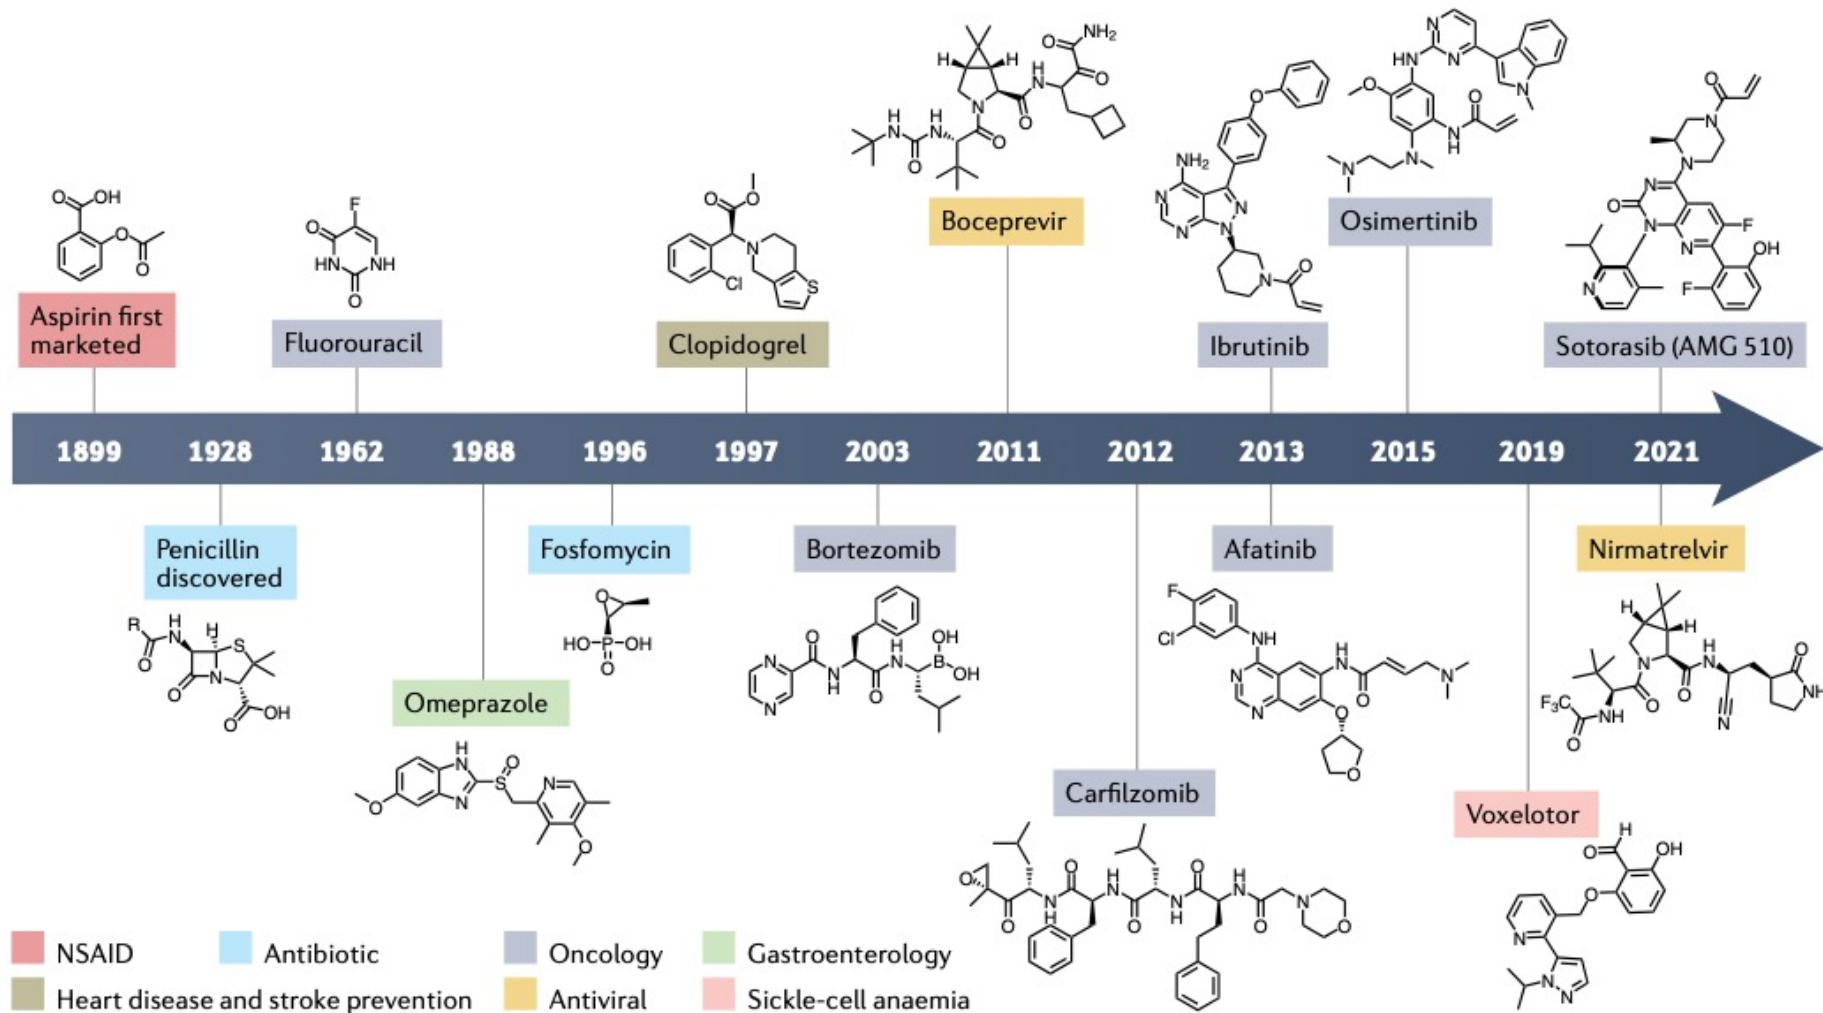 Aspirin first
marketed
Fluorouracil
Clopidogrel
Boceprevir
Ibrutinib
Osimertinib
Sotorasib (AMG 510)
1899 1928 1962 1988 1996 1997 2003 2011 2012 2013 2015 2019 2021
Penicillin
discovered
Omeprazole
Fosfomycin
Bortezomib
Carfilzomib
Afatinib
Voxelotor
Nirmatrelvir
NSAID
Antibiotic
Oncology
Gastroenterology
Heart disease and stroke prevention
Antiviral
Sickle-cell anaemia